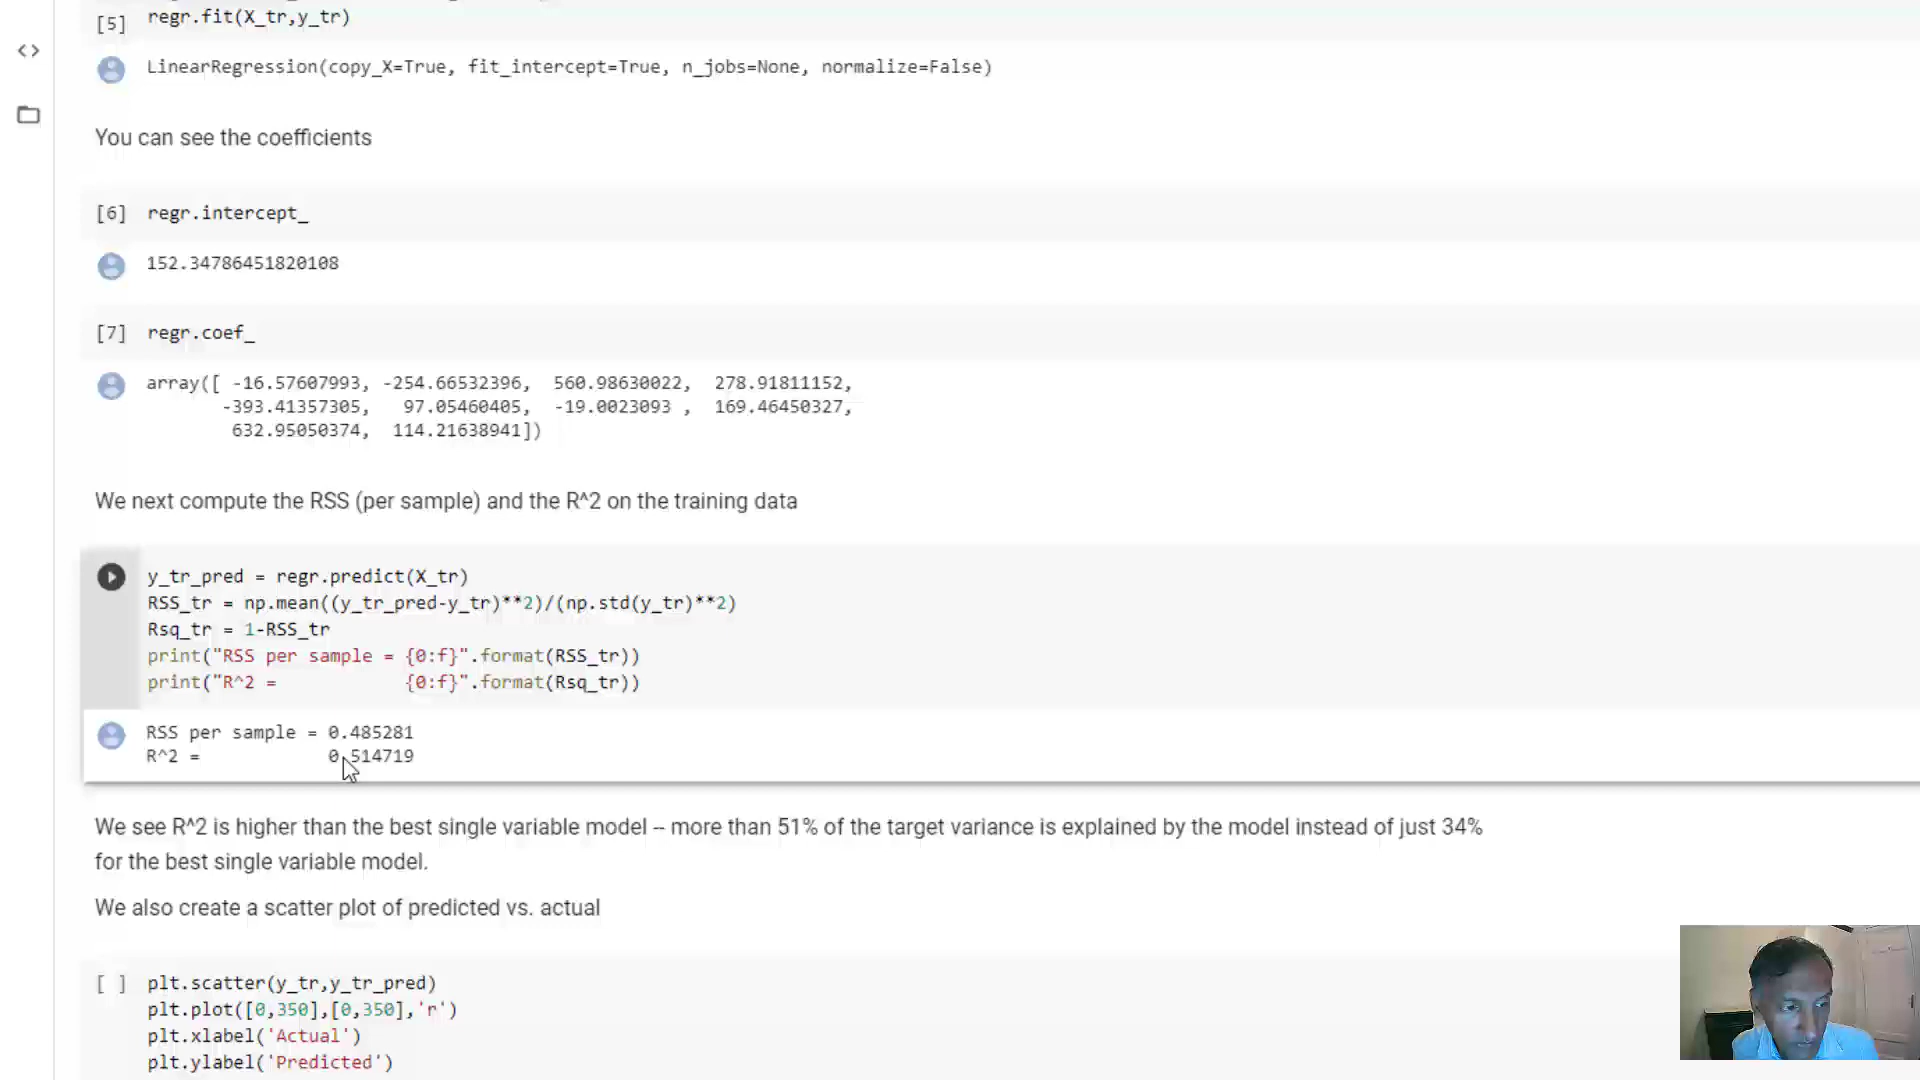 [5] regr.fit(X_tr,y_tr)
LinearRegression(copy_X=True, fit_intercept=True, n_jobs=None, normalize=False)
You can see the coefficients
[6] regr.intercept_
152.34786451820108
[7] regr.coef_
array([ -16.57607993, -254.66532396, 560.98630022, 278.91811152,
-393.41357305, 97.05460405, -19.0023093 , 169.46450327,
632.95050374, 114.21638941])
We next compute the RSS (per sample) and the R^2 on the training data
y_tr_pred = regr.predict(X_tr)
RSS_tr = np.mean((y_tr_pred-y_tr)**2)/(np.std(y_tr)**2)
Rsq_tr = 1-RSS_tr
print("RSS per sample = {0:f}".format(RSS_tr))
print("R^2 =            {0:f}".format(Rsq_tr))
RSS per sample = 0.485281
R^2 =            0.514719
We see R^2 is higher than the best single variable model -- more than 51% of the target variance is explained by the model instead of just 34%
for the best single variable model.
We also create a scatter plot of predicted vs. actual
[ ] plt.scatter(y_tr,y_tr_pred)
plt.plot([0,350],[0,350],'r')
plt.xlabel('Actual')
plt.ylabel('Predicted')